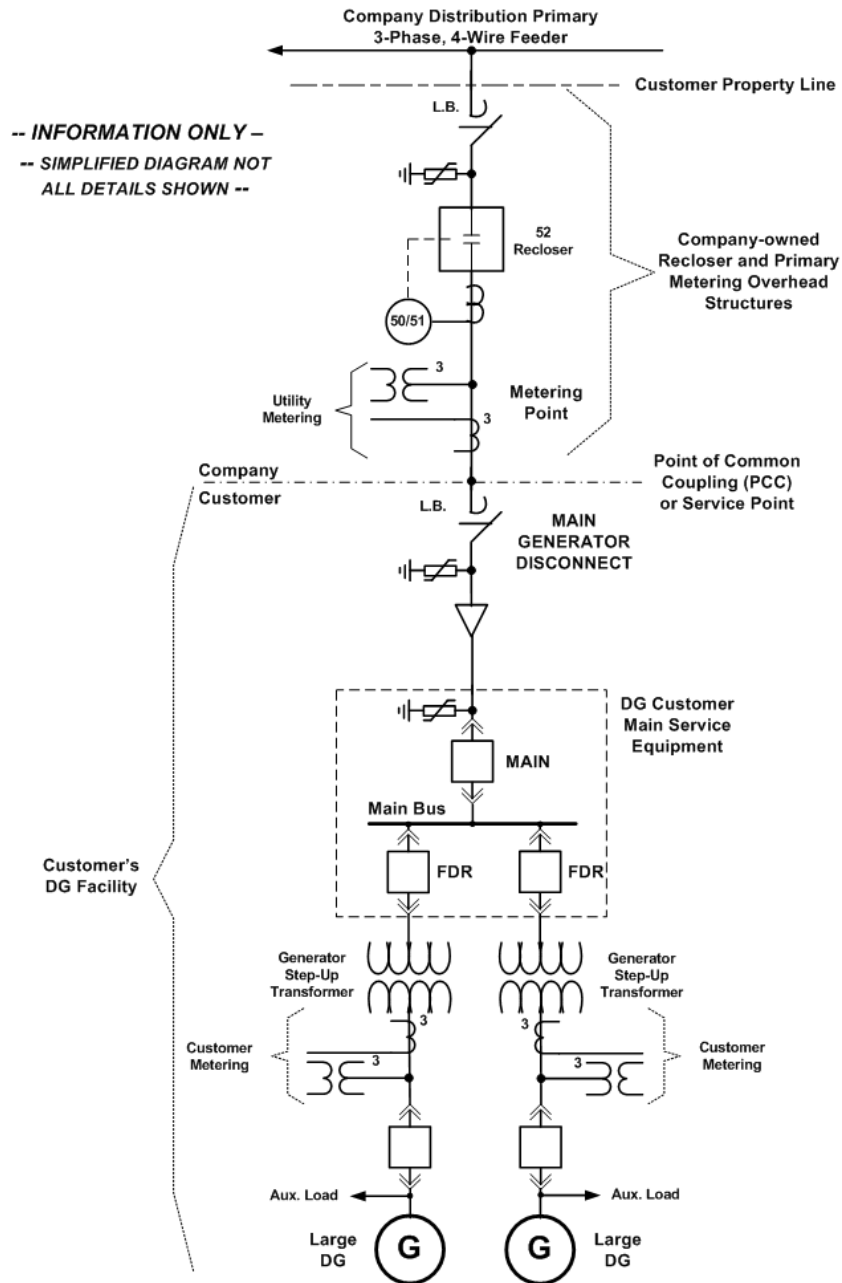 Company Distribution Primary
3-Phase, 4-Wire Feeder
Customer Property Line
L.B.
-- INFORMATION ONLY –
-- SIMPLIFIED DIAGRAM NOT
ALL DETAILS SHOWN --
52
Recloser
Company-owned
Recloser and Primary
Metering Overhead
Structures
50/51
3
Utility
Metering
Metering
Point
3
Company
Customer
Point of Common
Coupling (PCC)
or Service Point
L.B.
MAIN
GENERATOR
DISCONNECT
DG Customer
Main Service
Equipment
MAIN
Main Bus
FDR
FDR
Customer's
DG Facility
Generator
Step-Up
Transformer
Generator
Step-Up
Transformer
3
3
Customer
Metering
3
3
Customer
Metering
Aux. Load
Aux. Load
Large
DG
G
G
Large
DG